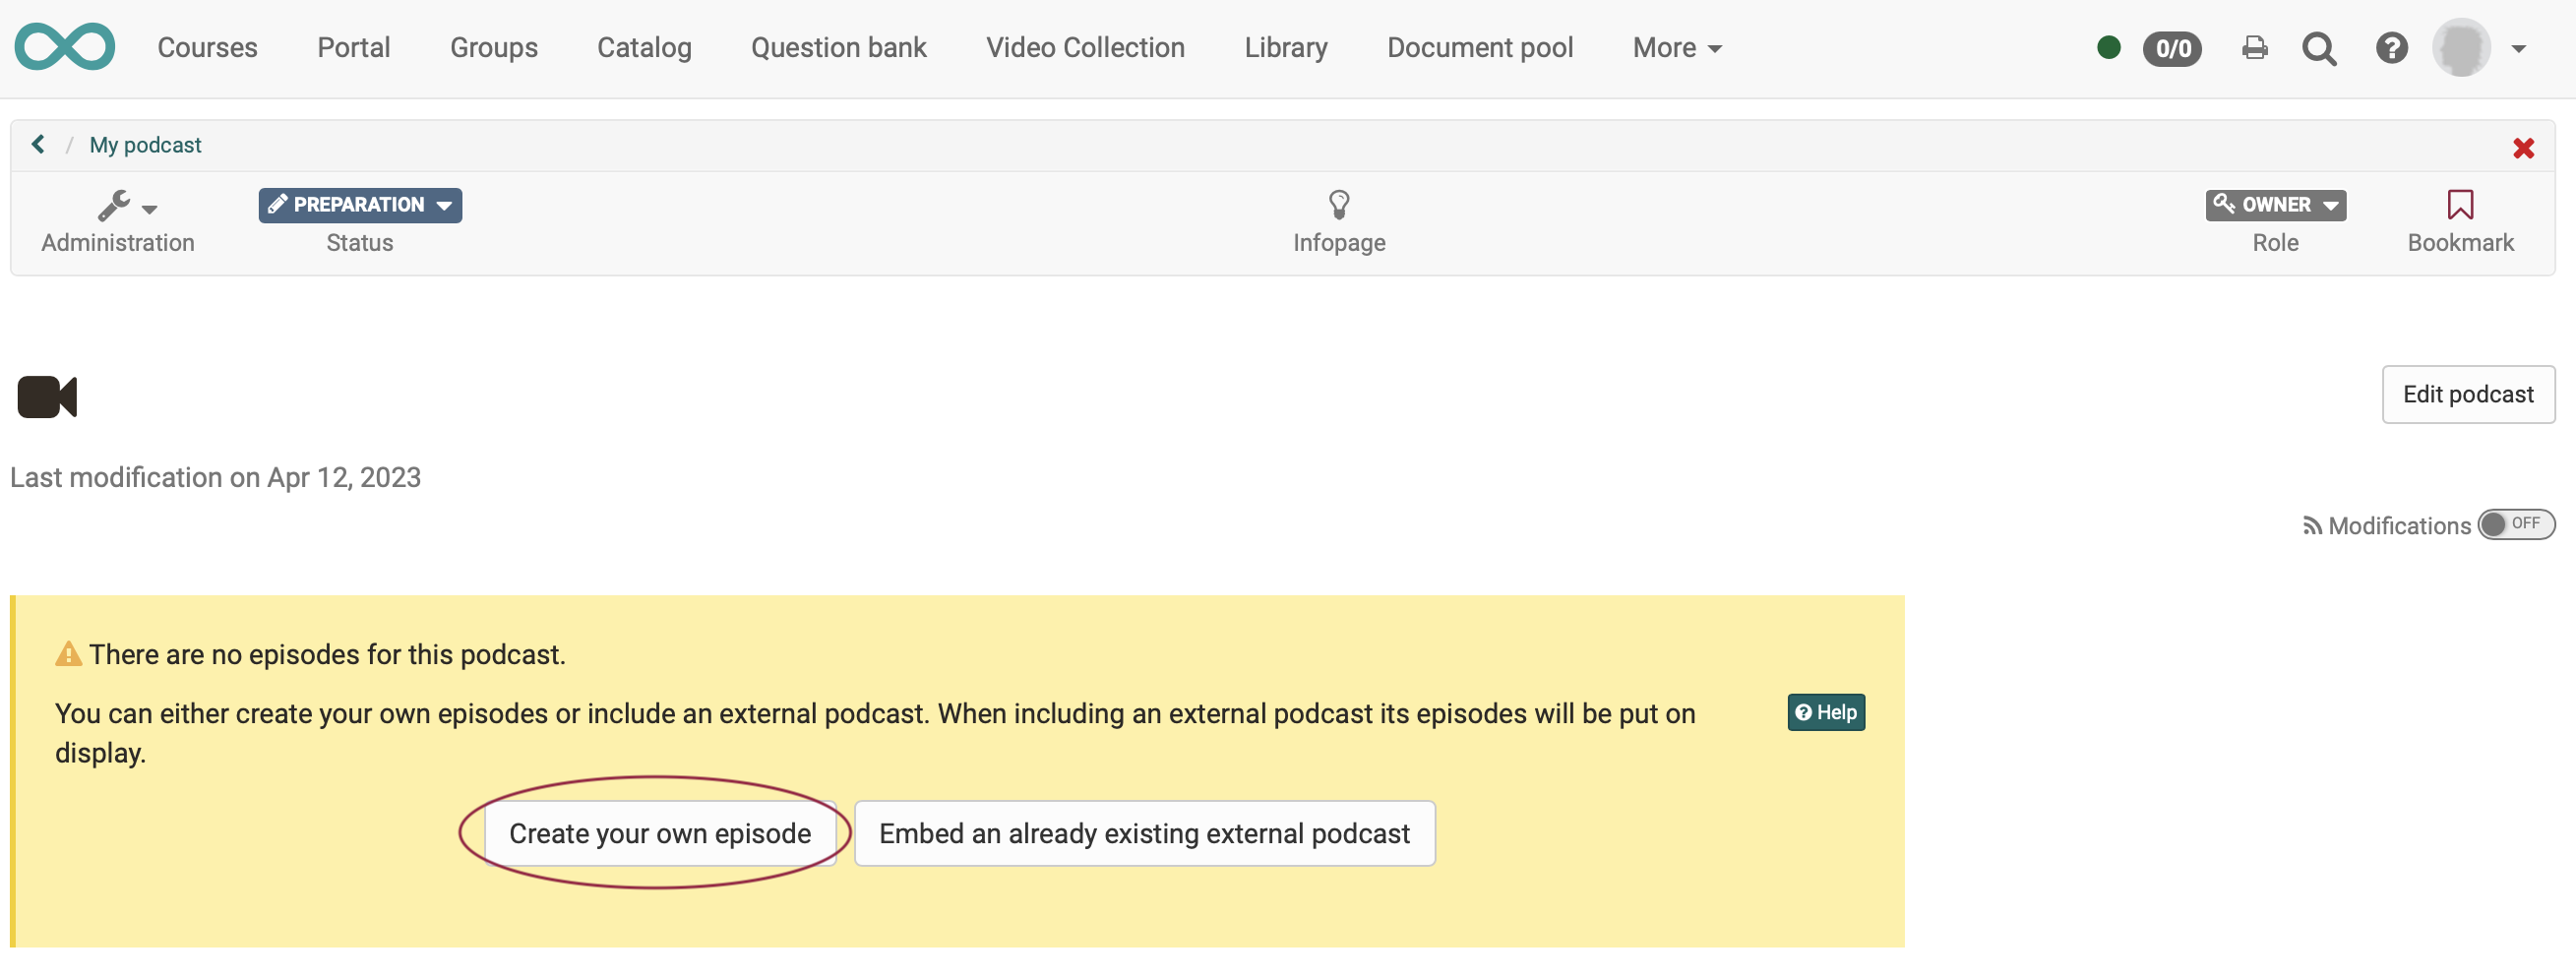 Courses Portal Groups Catalog Question bank Video Collection Library Document pool More 0/0
/ My podcast
PREPARATION OWNER
Administration Status Infopage Role Bookmark
Edit podcast
Last modification on Apr 12, 2023
Modifications OFF
There are no episodes for this podcast.
You can either create your own episodes or include an external podcast. When including an external podcast its episodes will be put on
display.
Help
Create your own episode Embed an already existing external podcast